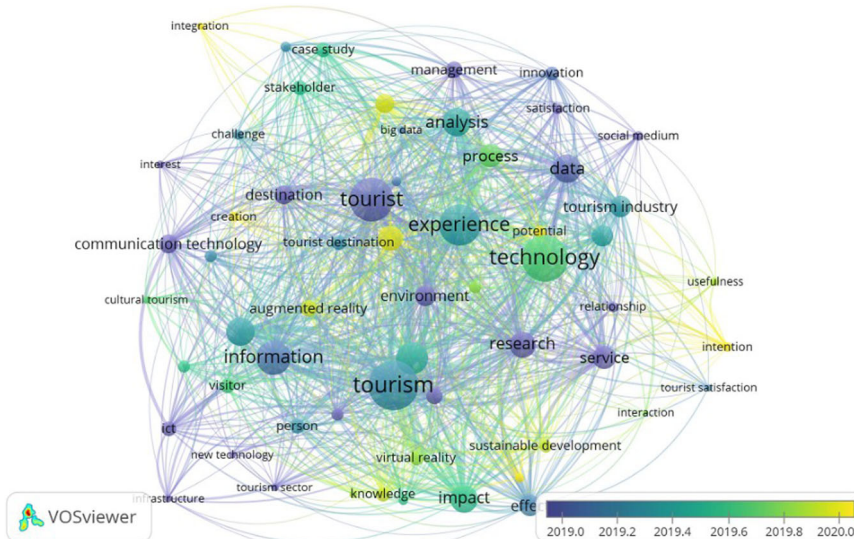 integration
case study
management
innovation
stakeholder
satisfaction
big data
analysis
challenge
social medium
process
interest
data
destination
tourist
creation
experience
tourism industry
potential
communication technology
tourist destination
technology
usefulness
environment
cultural tourism
augmented reality
relationship
research
intention
information
service
visitor
tourism
tourist satisfaction
interaction
ict
person
sustainable development
new technology
virtual reality
tourism sector
knowledge
infrastructure
impact
VOSviewer
2019.0 2019.2 2019.4 2019.6 2019.8 2020.0